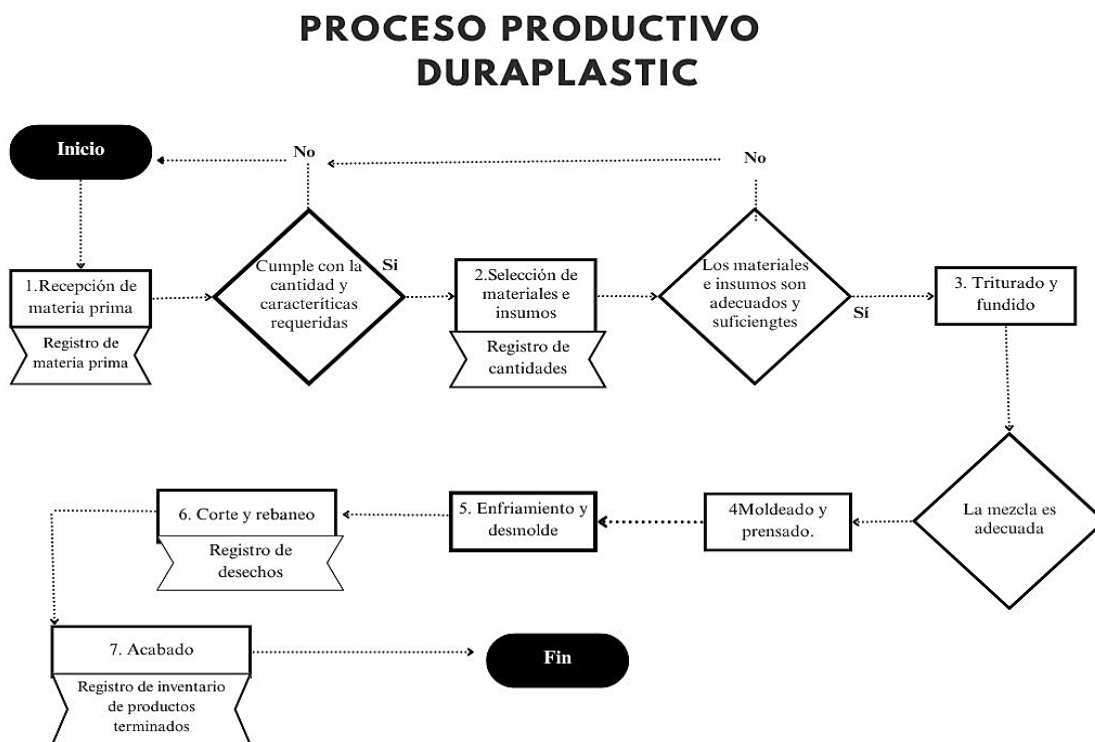 PROCESO PRODUCTIVO
DURAPLASTIC
Inicio
No
No
1.Recepción de
materia prima
Registro de
materia prima
Cumple con la
cantidad y
caracteríticas
requeridas
Si
2.Selección de
materiales e
insumos
Registro de
cantidades
Los materiales
e insumos son
adecuados y
suficiengtes
Sí
3. Triturado y
fundido
La mezcla es
adecuada
4Moldeado y
prensado.
5. Enfriamiento y
desmolde
6. Corte y rebaneo
Registro de
desechos
7. Acabado
Registro de inventario
de productos
terminados
Fin